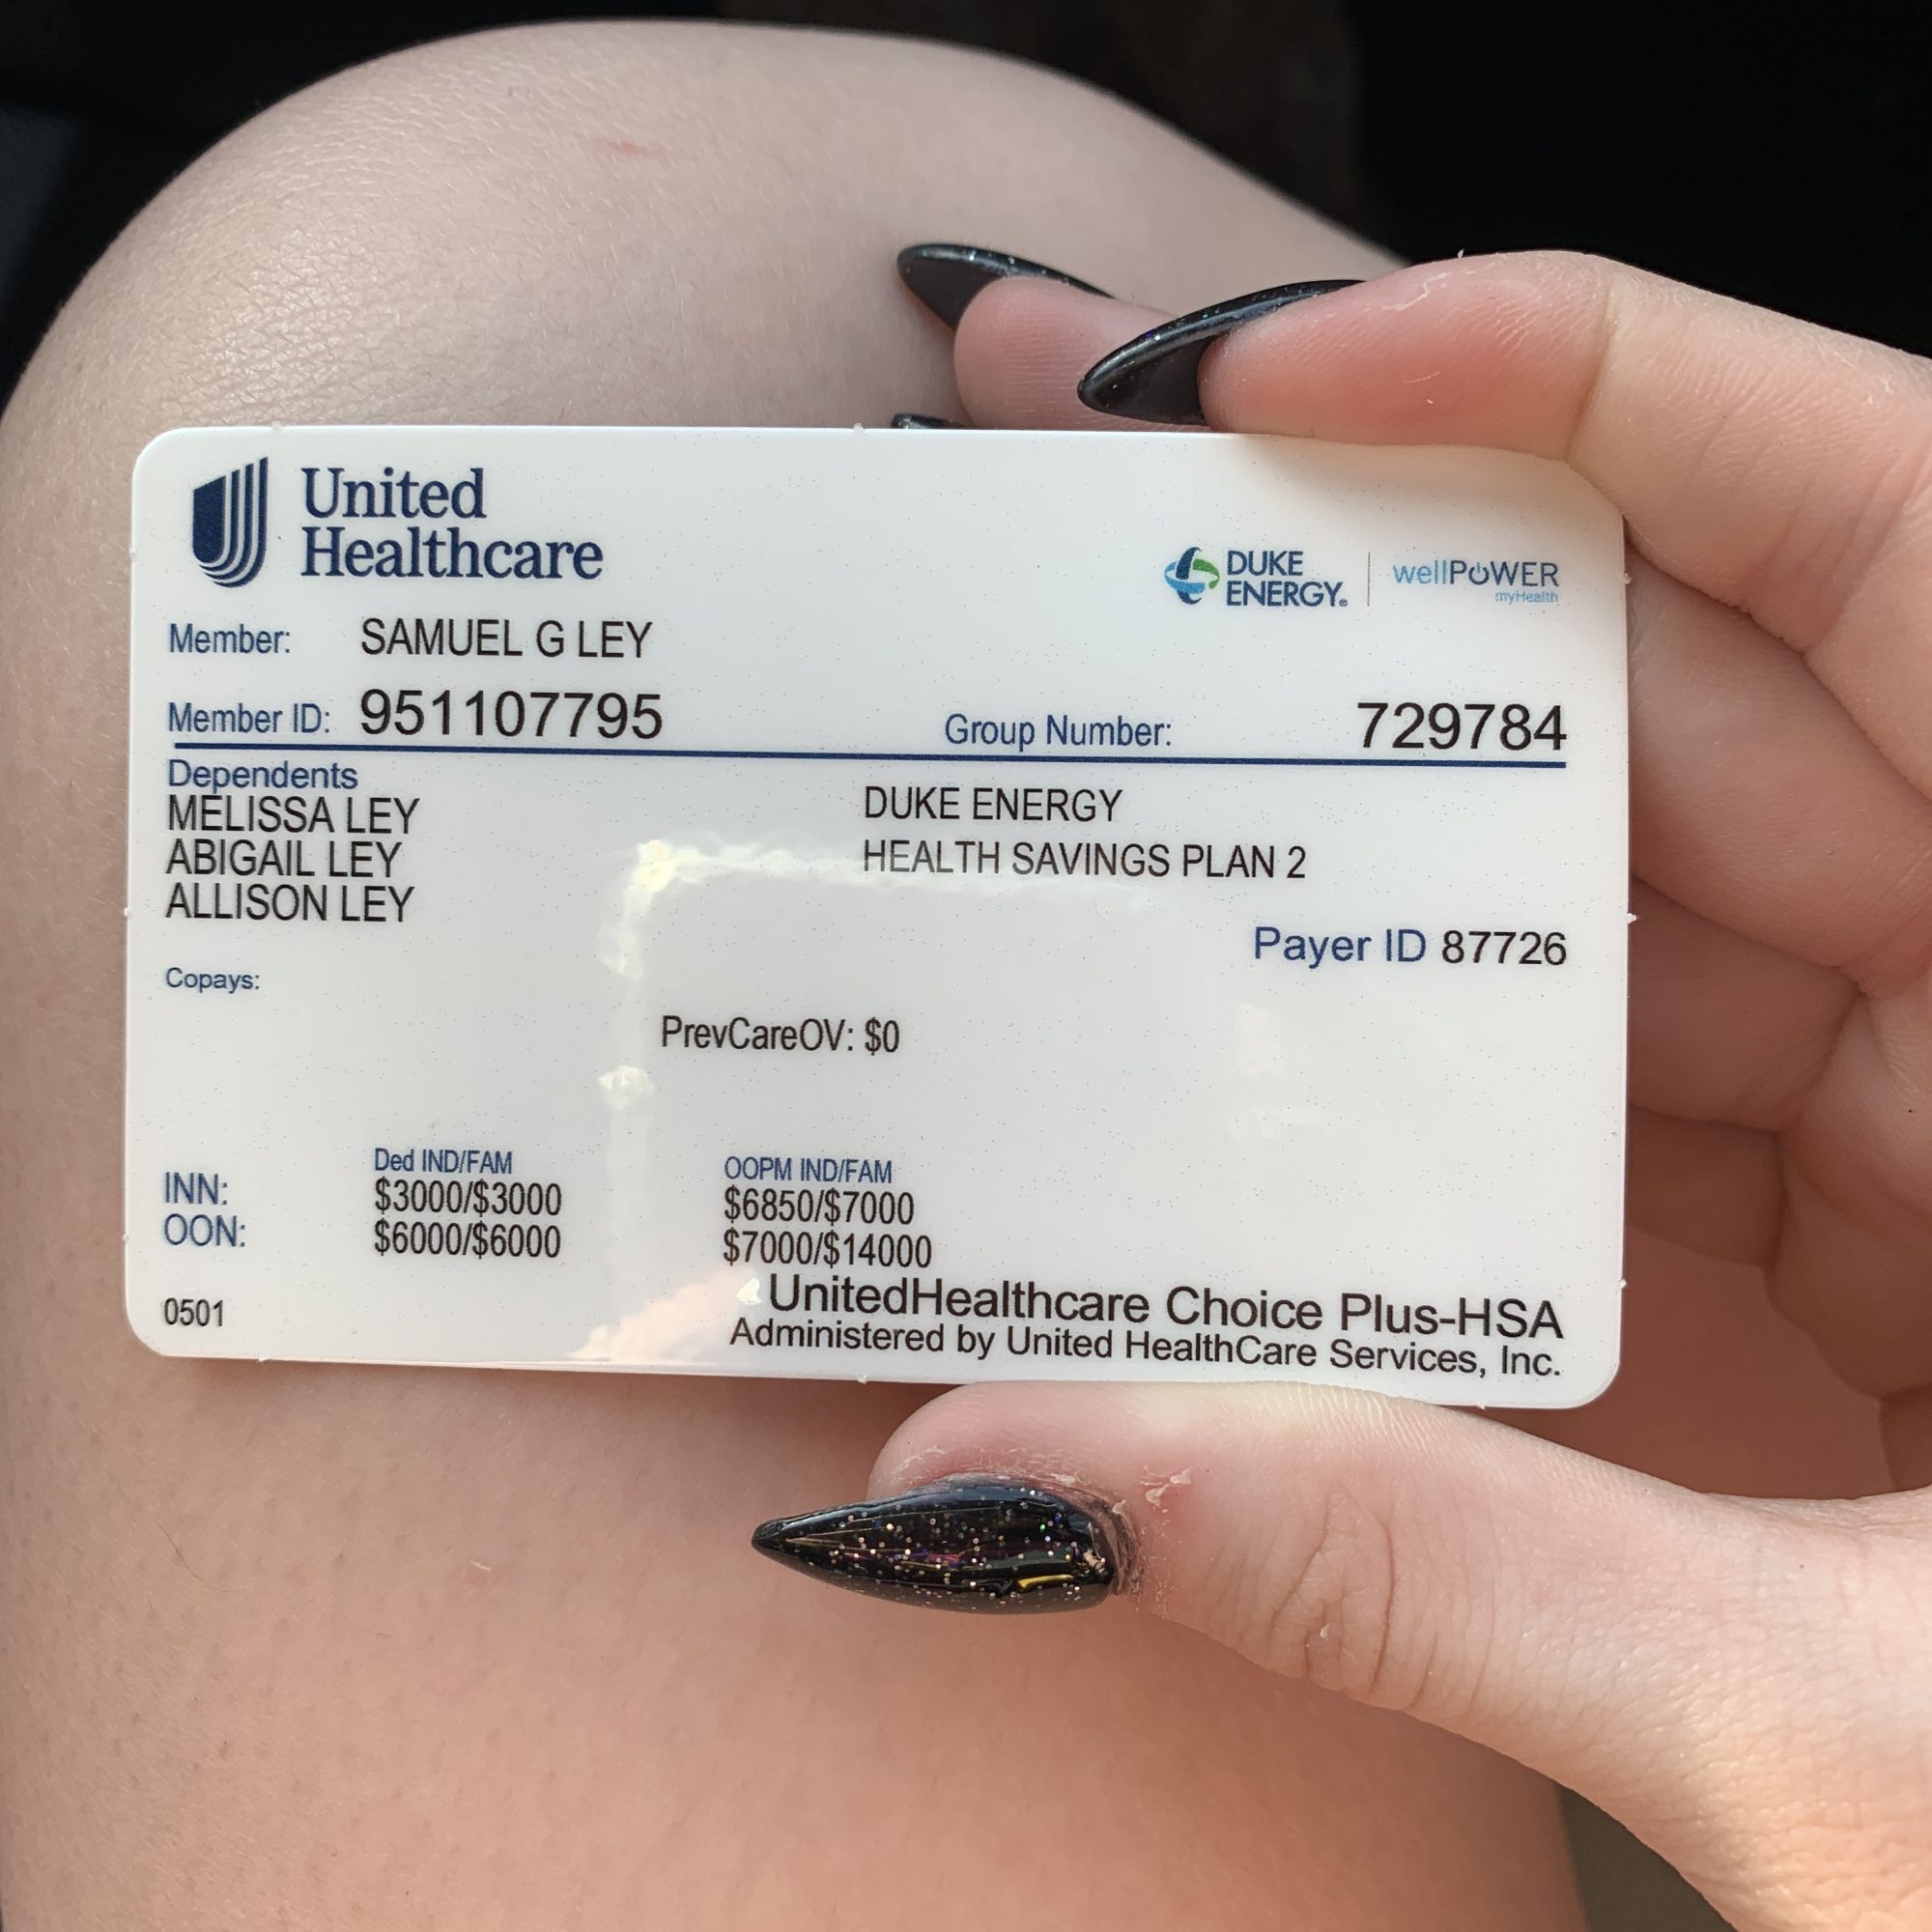 United
Healthcare
DUKE
ENERGY®
wellPOWER
myHealth
Member: SAMUEL G LEY
Member ID: 951107795 Group Number: 729784
Dependents
MELISSA LEY
ABIGAIL LEY
ALLISON LEY
DUKE ENERGY
HEALTH SAVINGS PLAN 2
Payer ID 87726
Copays:
PrevCareOV: $0
Ded IND/FAM OOPM IND/FAM
INN: $3000/$3000 $6850/$7000
OON: $6000/$6000 $7000/$14000
0501
UnitedHealthcare Choice Plus-HSA
Administered by United HealthCare Services, Inc.